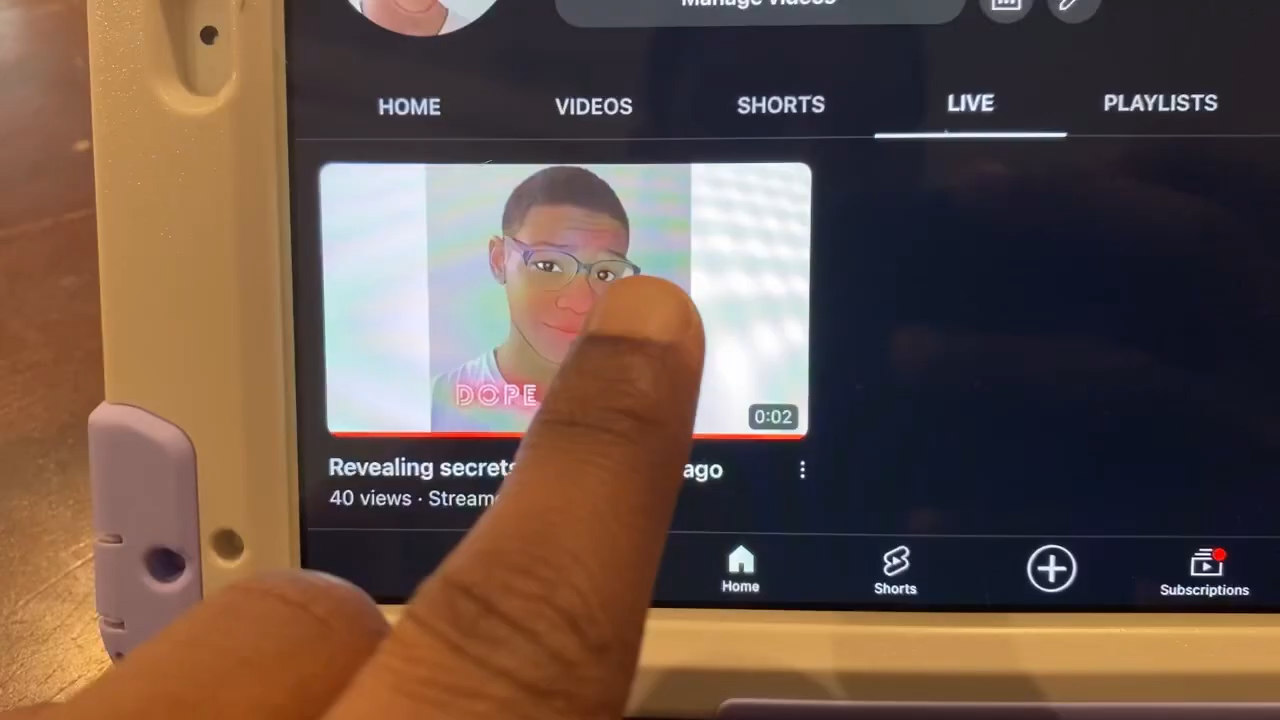 Manage videos
HOME VIDEOS SHORTS LIVE PLAYLISTS
DOPE
0:02
Revealing secrets ago
40 views · Stream
Home Shorts Subscriptions